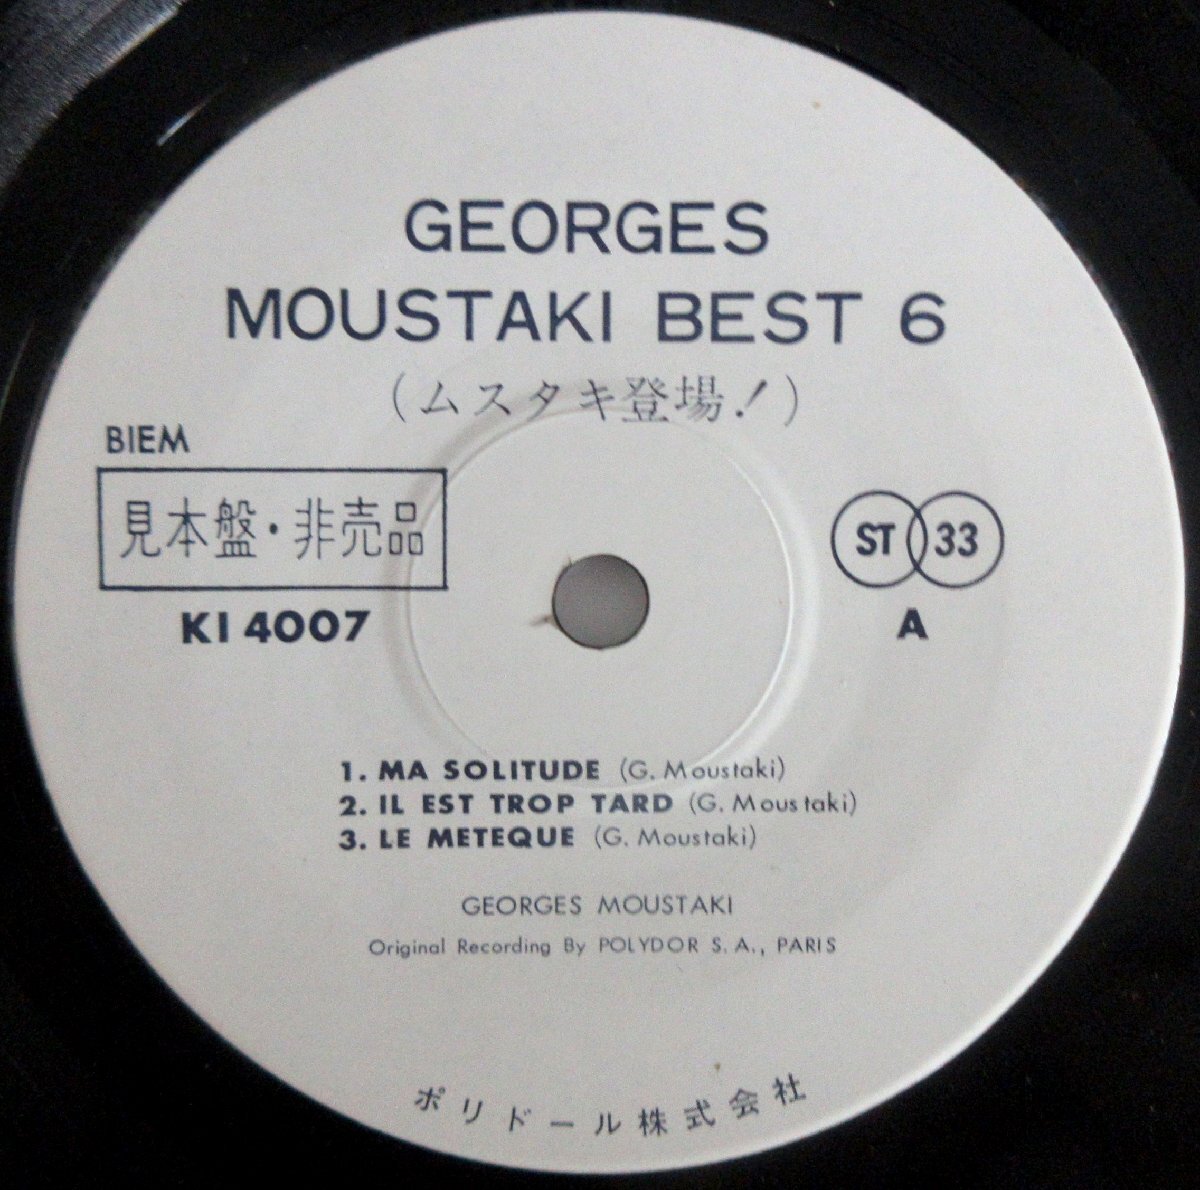 GEORGES
MOUSTAKI BEST 6
(ムスタキ登場!)
BIEM
見本盤・非売品
KI 4007
ST 33
A
1. MA SOLITUDE (G. Moustaki)
2. IL EST TROP TARD (G. Moustaki)
3. LE METEQUE (G. Moustaki)
GEORGES MOUSTAKI
Original Recording By POLYDOR S.A., PARIS
ポリドール株式会社